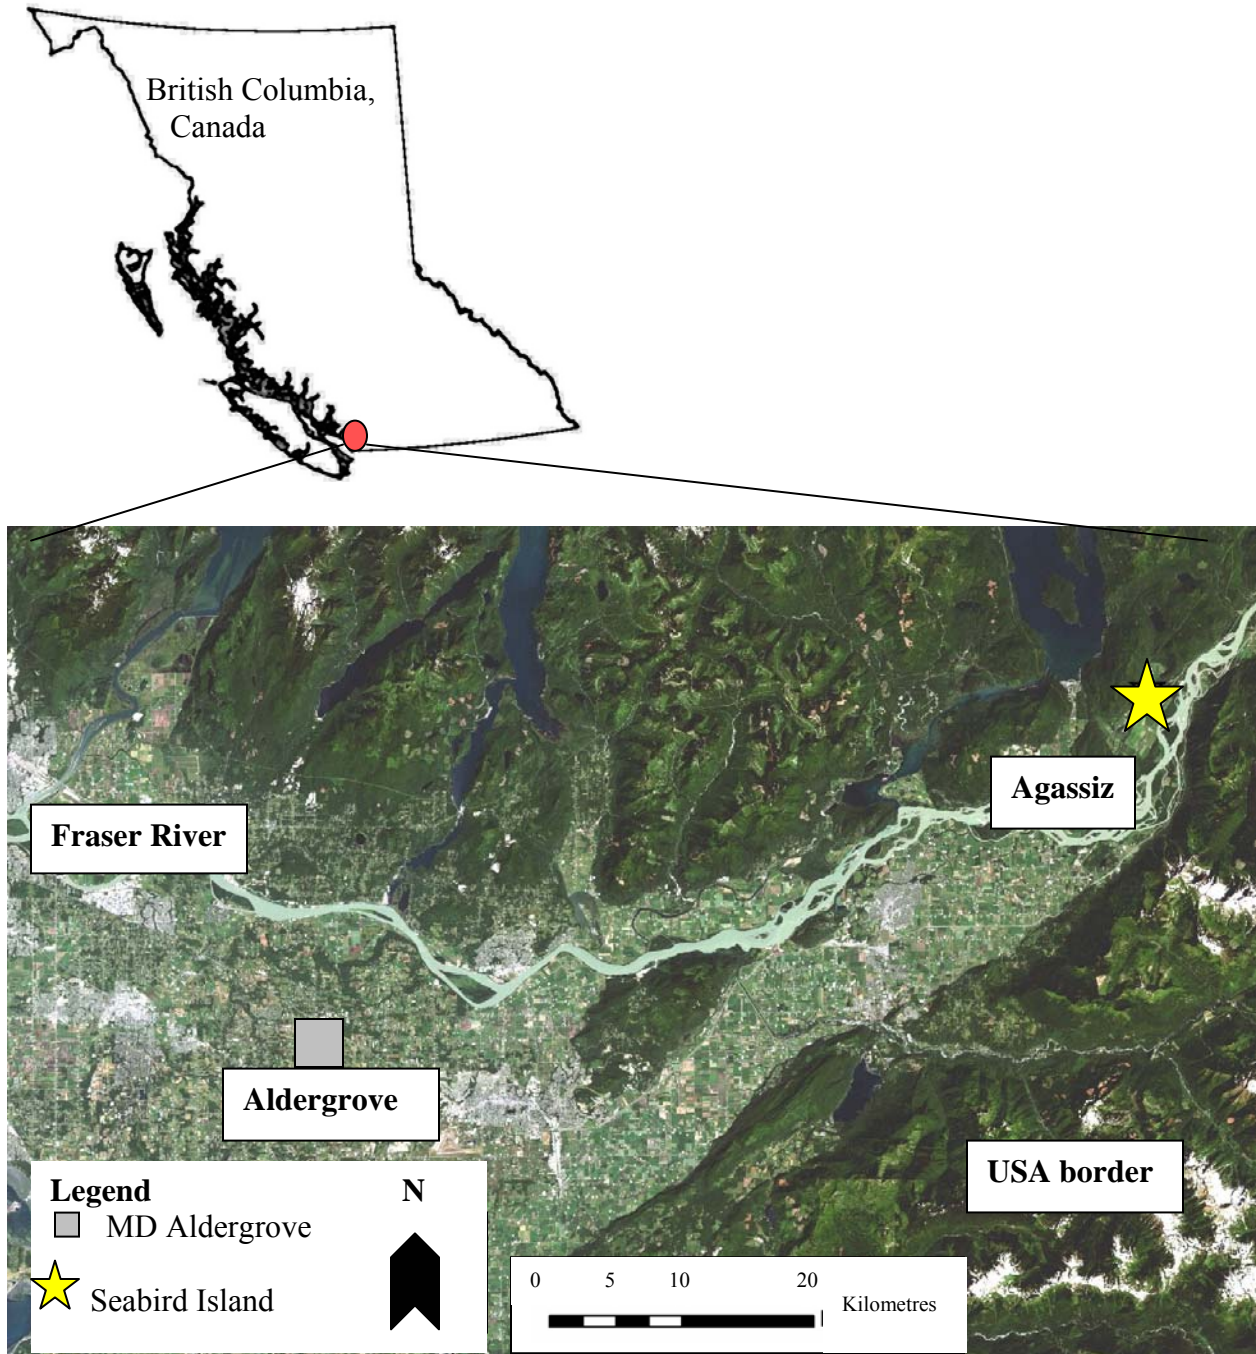 British Columbia,
Canada
Fraser River
Agassiz
Aldergrove
USA border
Legend
N
MD Aldergrove
Seabird Island
0 5 10 20
Kilometres